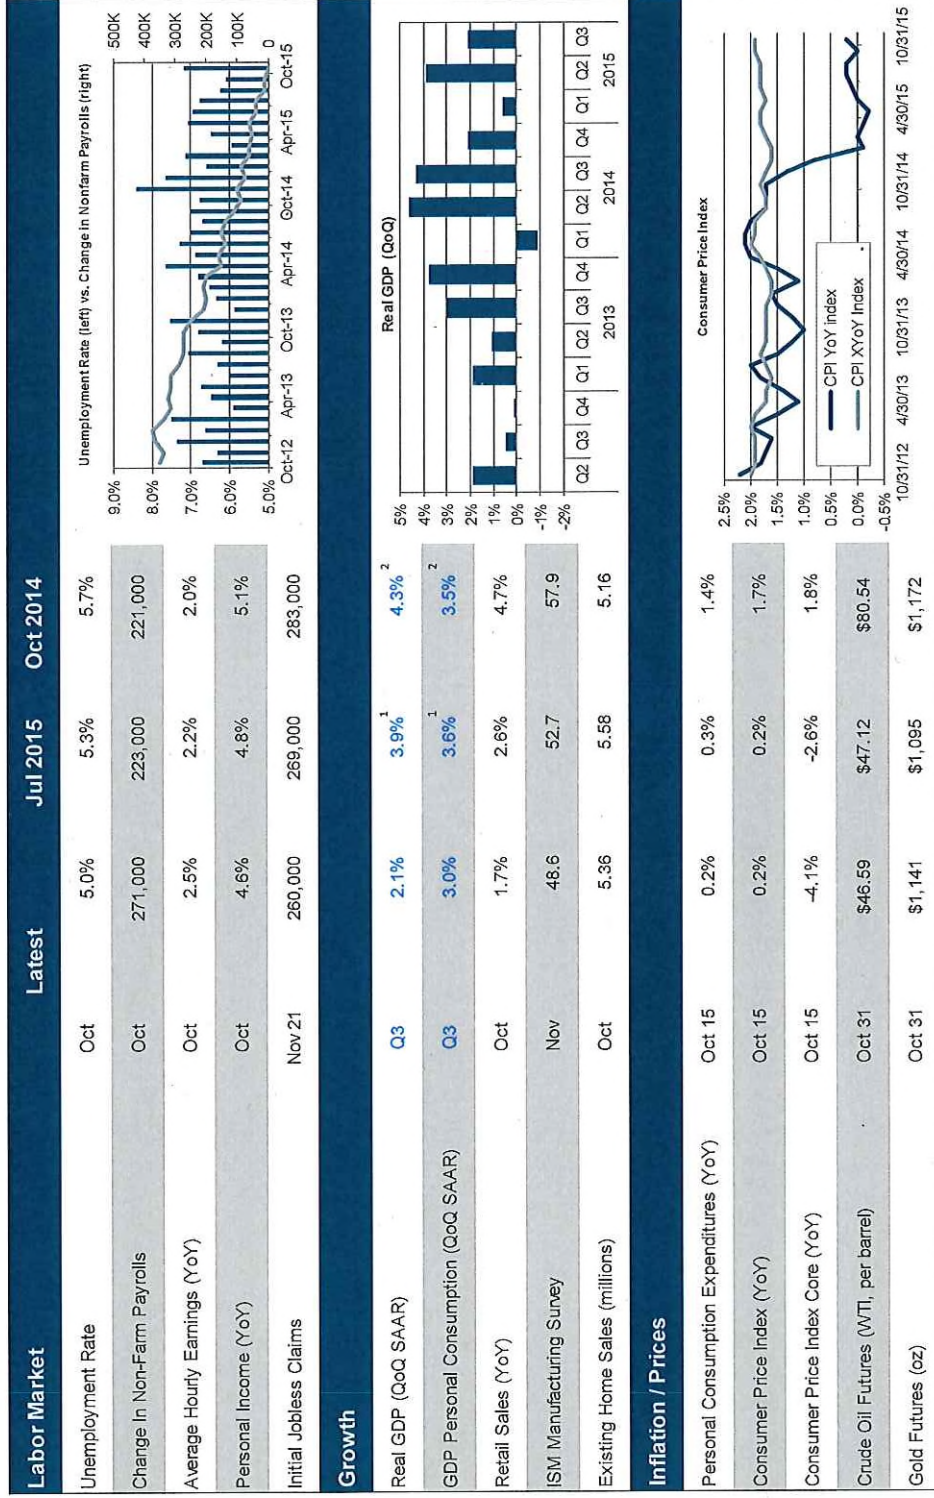 Labor Market Latest Jul 2015 Oct 2014
Unemployment Rate Oct 5.0% 5.3% 5.7%
Change In Non-Farm Payrolls Oct 271,000 223,000 221,000
Average Hourly Earnings (YoY) Oct 2.5% 2.2% 2.0%
Personal Income (YoY) Oct 4.6% 4.8% 5.1%
Initial Jobless Claims Nov 21 260,000 269,000 283,000
Unemployment Rate (left) vs. Change in Nonfarm Payrolls (right)
9.0% 500K
8.0% 400K
300K
7.0% 200K
6.0% 100K
5.0% 0
Oct-12 Apr-13 Oct-13 Apr-14 Oct-14 Apr-15 Oct-15
Growth
Real GDP (QoQ SAAR) Q3 2.1% 3.9% 1 4.3% 2
GDP Personal Consumption (QoQ SAAR) Q3 3.0% 3.6% 1 3.5% 2
Retail Sales (YoY) Oct 1.7% 2.6% 4.7%
ISM Manufacturing Survey Nov 48.6 52.7 57.9
Existing Home Sales (millions) Oct 5.36 5.58 5.16
Real GDP (QoQ)
5%
4%
3%
2%
1%
0%
-1%
-2%
Q2 Q3 Q4 Q1 Q2 Q3 Q4 Q1 Q2 Q3 Q4 Q1 Q2 Q3
2013 2014 2015
Inflation / Prices
Personal Consumption Expenditures (YoY) Oct 15 0.2% 0.3% 1.4%
Consumer Price Index (YoY) Oct 15 0.2% 0.2% 1.7%
Consumer Price Index Core (YoY) Oct 15 -4.1% -2.6% 1.8%
Crude Oil Futures (WTI, per barrel) Oct 31 $46.59 $47.12 $80.54
Gold Futures (oz) Oct 31 $1,141 $1,095 $1,172
Consumer Price Index
2.5%
2.0%
1.5%
1.0%
0.5%
0.0%
-0.5%
CPI YoY index
CPI XYoY Index
10/31/12 4/30/13 10/31/13 4/30/14 10/31/14 4/30/15 10/31/15